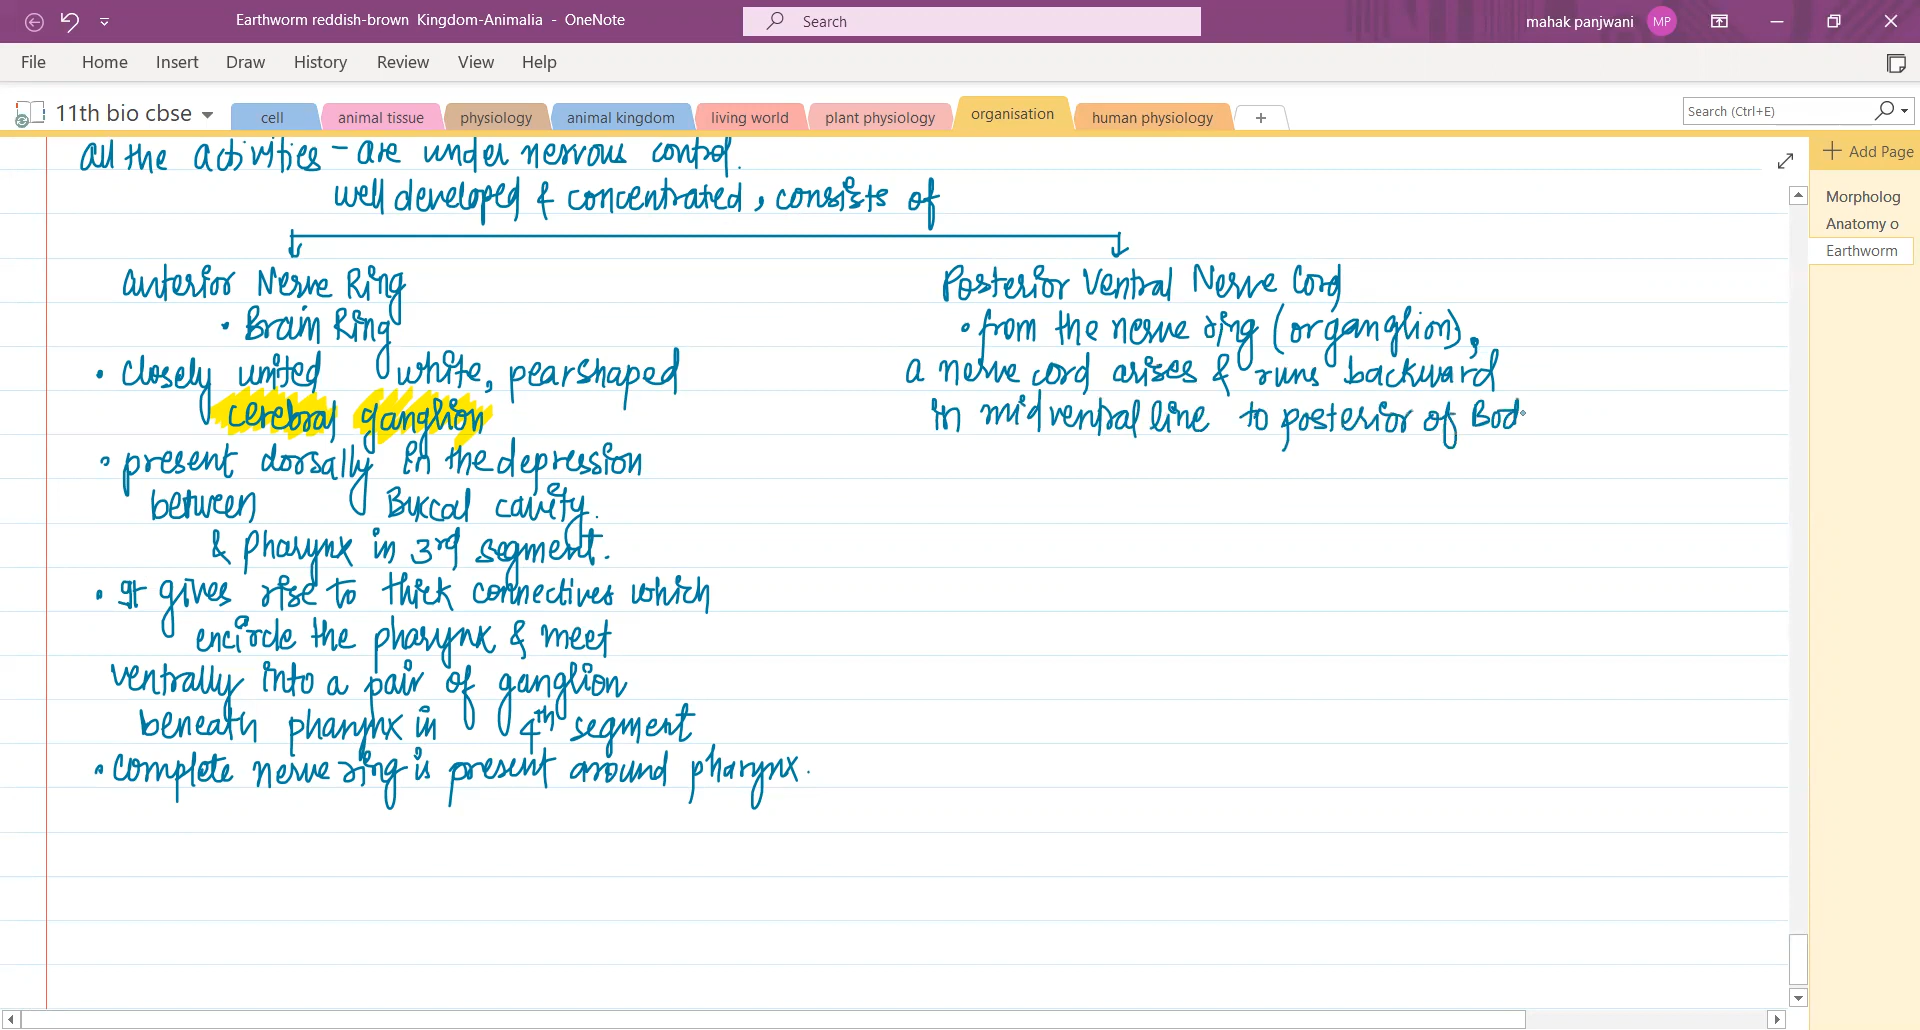 Earthworm reddish-brown Kingdom-Animalia - OneNote
Search
mahak panjwani
MP
File Home Insert Draw History Review View Help
11th bio cbse
cell
animal tissue
physiology
animal kingdom
living world
plant physiology
organisation
human physiology
+
Search (Ctrl+E)
Add Page
Morpholog
Anatomy o
Earthworm
all the activities - are under nervous control.
well developed & concentrated, consists of
Anterior Nerve Ring
• Brain Ring
• closely united white, pearshaped
cerebral ganglion
• present dorsally in the depression
between Buccal cavity.
& pharynx in 3rd segment.
• It gives rise to thick connectives which
encircle the pharynx & meet
ventrally into a pair of ganglion
beneath pharynx in 4th segment
• complete nerve ring is present around pharynx.
Posterior Ventral Nerve Cord
• from the nerve ring (or ganglion),
a nerve cord arises & runs backward
in midventral line to posterior of Bod